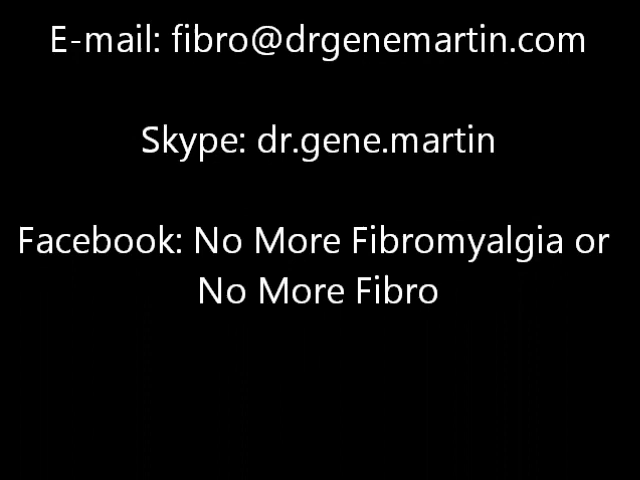 E-mail: fibro@drgenemartin.com
Skype: dr.gene.martin
Facebook: No More Fibromyalgia or
No More Fibro